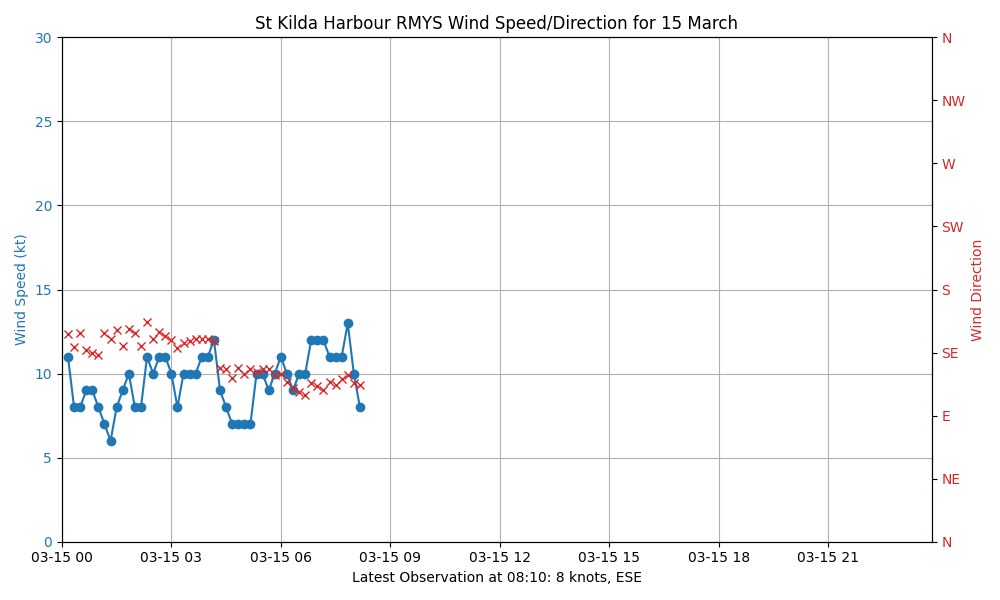 St Kilda Harbour RMYS Wind Speed/Direction for 15 March
30
25
20
15
10
5
0
Wind Speed (kt)
N
NW
W
SW
S
SE
E
NE
N
Wind Direction
03-15 00
03-15 03
03-15 06
03-15 09
03-15 12
03-15 15
03-15 18
03-15 21
Latest Observation at 08:10: 8 knots, ESE